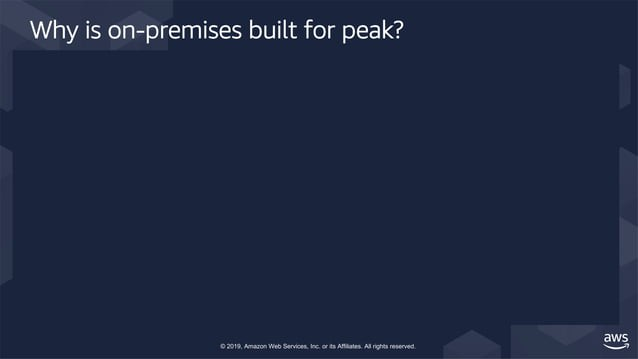 Why is on-premises built for peak?
© 2019, Amazon Web Services, Inc. or its Affiliates. All rights reserved.
aws